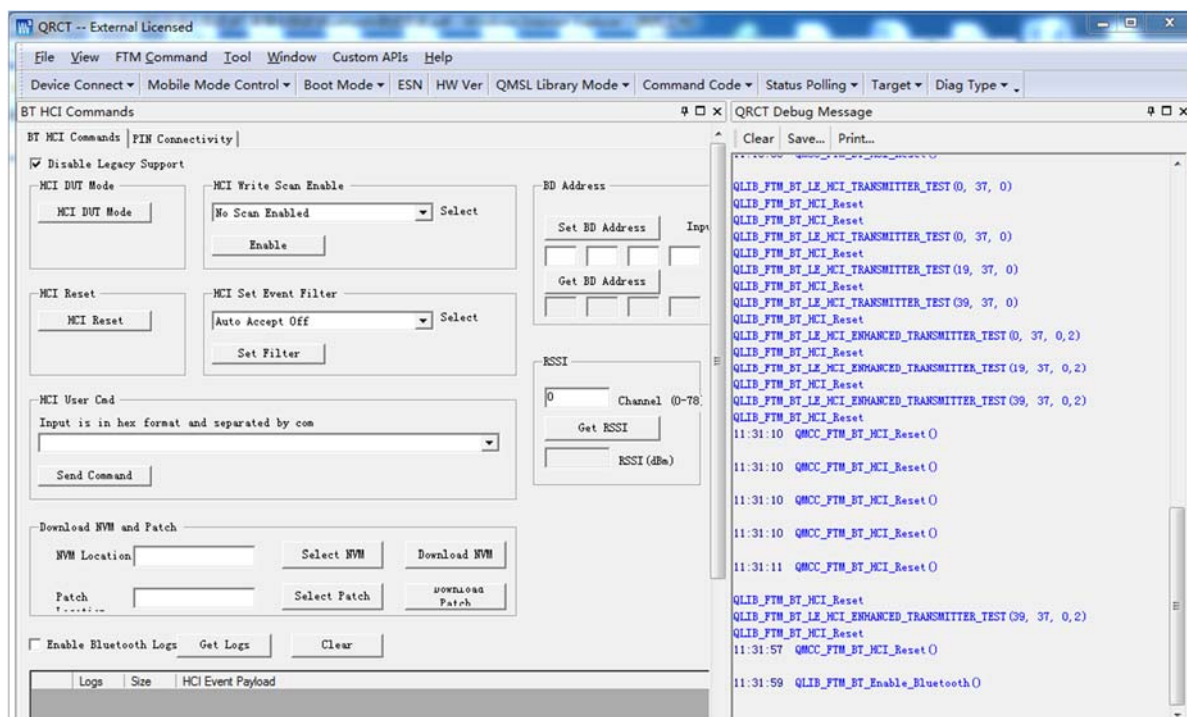 QRCT -- External Licensed
File View FTM Command Tool Window Custom APIs Help
Device Connect Mobile Mode Control Boot Mode ESN HW Ver QMSL Library Mode Command Code Status Polling Target Diag Type
BT HCI Commands
BT HCI Commands PIN Connectivity
Disable Legacy Support
HCI DUT Mode
HCI DUT Mode
HCI Write Scan Enable
No Scan Enabled Select
Enable
BD Address
Set BD Address Inpu
Get BD Address
HCI Reset
HCI Reset
HCI Set Event Filter
Auto Accept Off Select
Set Filter
RSSI
0 Channel (0-78)
Get RSSI
RSSI(dBm)
HCI User Cmd
Input is in hex format and separated by com
Send Command
Download NVM and Patch
NVM Location Select NVM Download NVM
Patch Select Patch Download Patch
Enable Bluetooth Logs Get Logs Clear
Logs Size HCI Event Payload
QRCT Debug Message
Clear Save... Print...
QLIB_FTM_BT_LE_HCI_TRANSMITTER_TEST(0, 37, 0)
QLIB_FTM_BT_HCI_Reset
QLIB_FTM_BT_HCI_Reset
QLIB_FTM_BT_LE_HCI_TRANSMITTER_TEST(0, 37, 0)
QLIB_FTM_BT_HCI_Reset
QLIB_FTM_BT_LE_HCI_TRANSMITTER_TEST(19, 37, 0)
QLIB_FTM_BT_HCI_Reset
QLIB_FTM_BT_LE_HCI_TRANSMITTER_TEST(39, 37, 0)
QLIB_FTM_BT_HCI_Reset
QLIB_FTM_BT_LE_HCI_ENHANCED_TRANSMITTER_TEST(0, 37, 0,2)
QLIB_FTM_BT_HCI_Reset
QLIB_FTM_BT_LE_HCI_ENHANCED_TRANSMITTER_TEST(19, 37, 0,2)
QLIB_FTM_BT_HCI_Reset
QLIB_FTM_BT_LE_HCI_ENHANCED_TRANSMITTER_TEST(39, 37, 0,2)
QLIB_FTM_BT_HCI_Reset
11:31:10 QMCC_FTM_BT_HCI_Reset()
11:31:10 QMCC_FTM_BT_HCI_Reset()
11:31:10 QMCC_FTM_BT_HCI_Reset()
11:31:10 QMCC_FTM_BT_HCI_Reset()
11:31:11 QMCC_FTM_BT_HCI_Reset()
QLIB_FTM_BT_HCI_Reset
QLIB_FTM_BT_LE_HCI_ENHANCED_TRANSMITTER_TEST(39, 37, 0,2)
QLIB_FTM_BT_HCI_Reset
11:31:57 QMCC_FTM_BT_HCI_Reset()
11:31:59 QLIB_FTM_BT_Enable_Bluetooth()